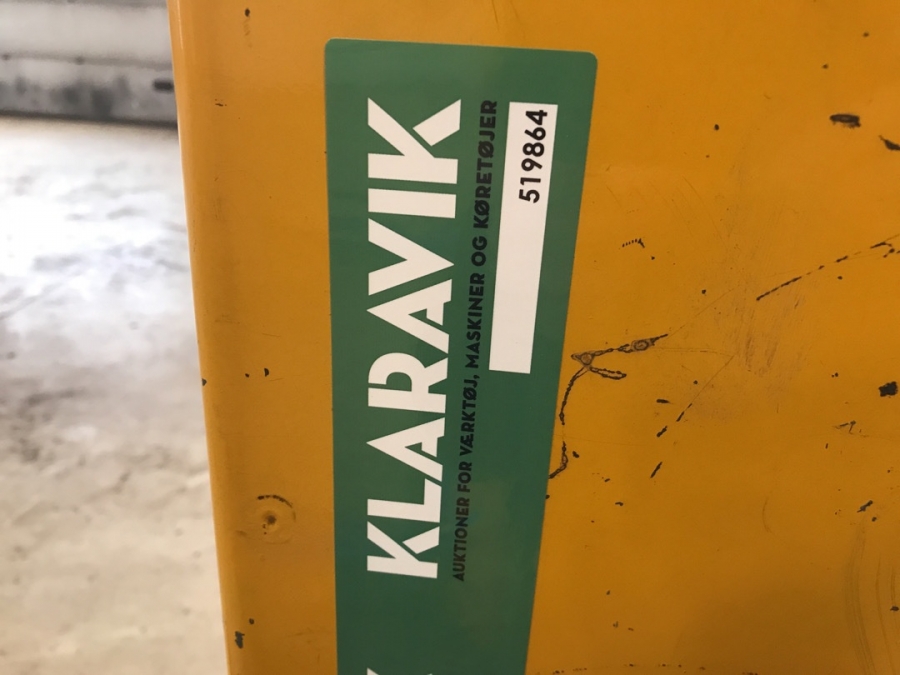 KLARAVIK
AUKTIONER FOR VÆRKTØJ, MASKINER OG KØRETØJER
519864